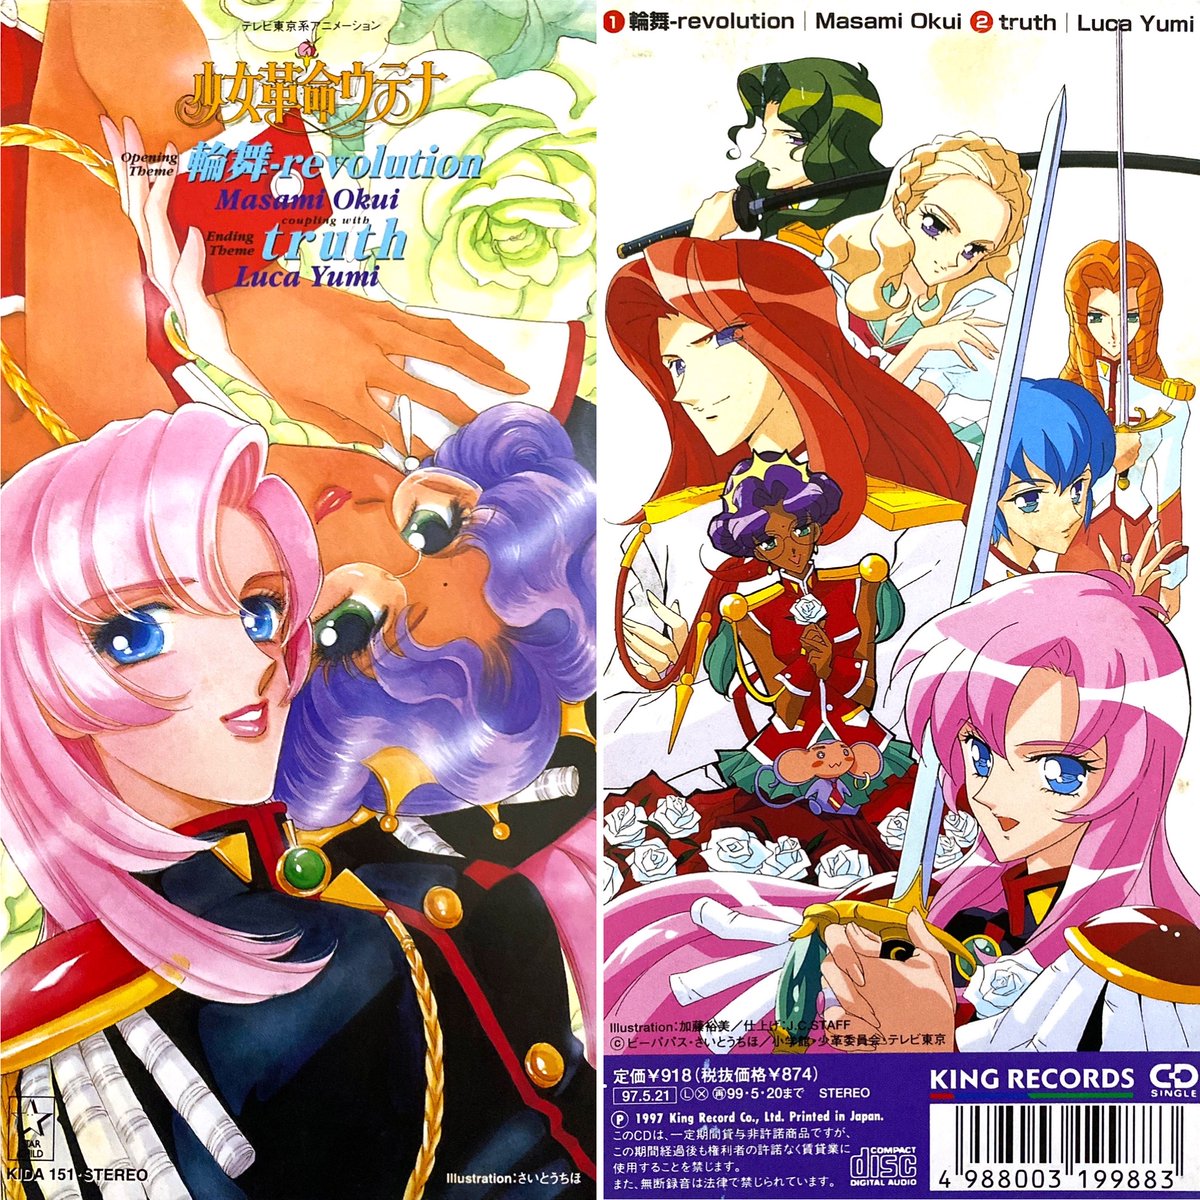 テレビ東京系アニメーション
少女革命ウテナ
Opening Theme 輪舞-revolution
Masami Okui
coupling with
Ending Theme truth
Luca Yumi
STAR CHILD
KIDA 151・STEREO
Illustration:さいとうちほ
1 輪舞-revolution | Masami Okui 2 truth | Luca Yumi
Illustration:加藤裕美／仕上げ:J.C.STAFF
©ビーパパス・さいとうちほ／小学館・少革委員会・テレビ東京
定価¥918(税抜価格¥874)
97.5.21 Ⓛ Ⓧ 再99・5・20まで STEREO
Ⓟ 1997 King Record Co., Ltd. Printed in Japan.
このCDは、一定期間貸与非許諾商品ですが、
この期間経過後も権利者の許諾なく賃貸業に
使用することを禁じます。
また、無断録音は法律で禁じられています。
COMPACT disc DIGITAL AUDIO
KING RECORDS
CD SINGLE
4 988003 199883